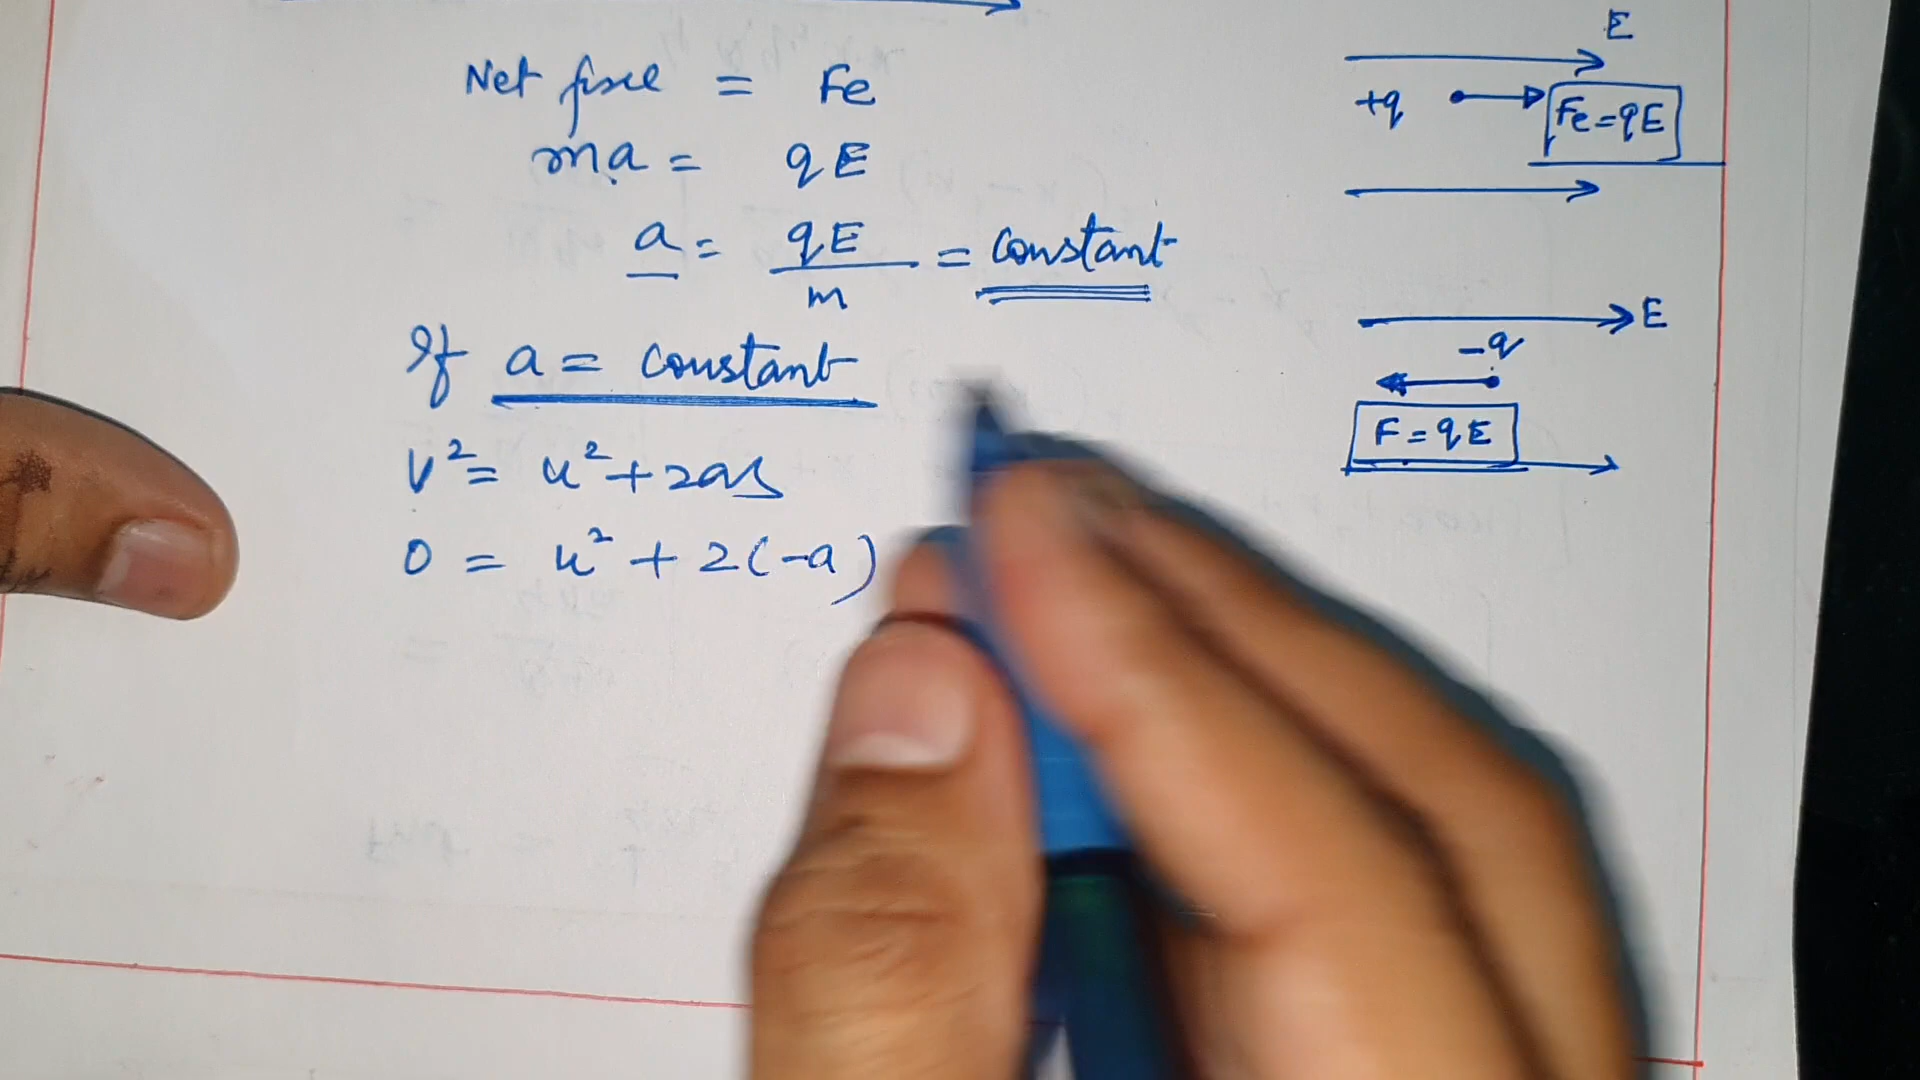 Net force = Fe
ma = qE
a = qE/m = constant
If a = constant
v² = u² + 2as
0 = u² + 2(-a)
E
+q
Fe = qE
E
-q
F = qE